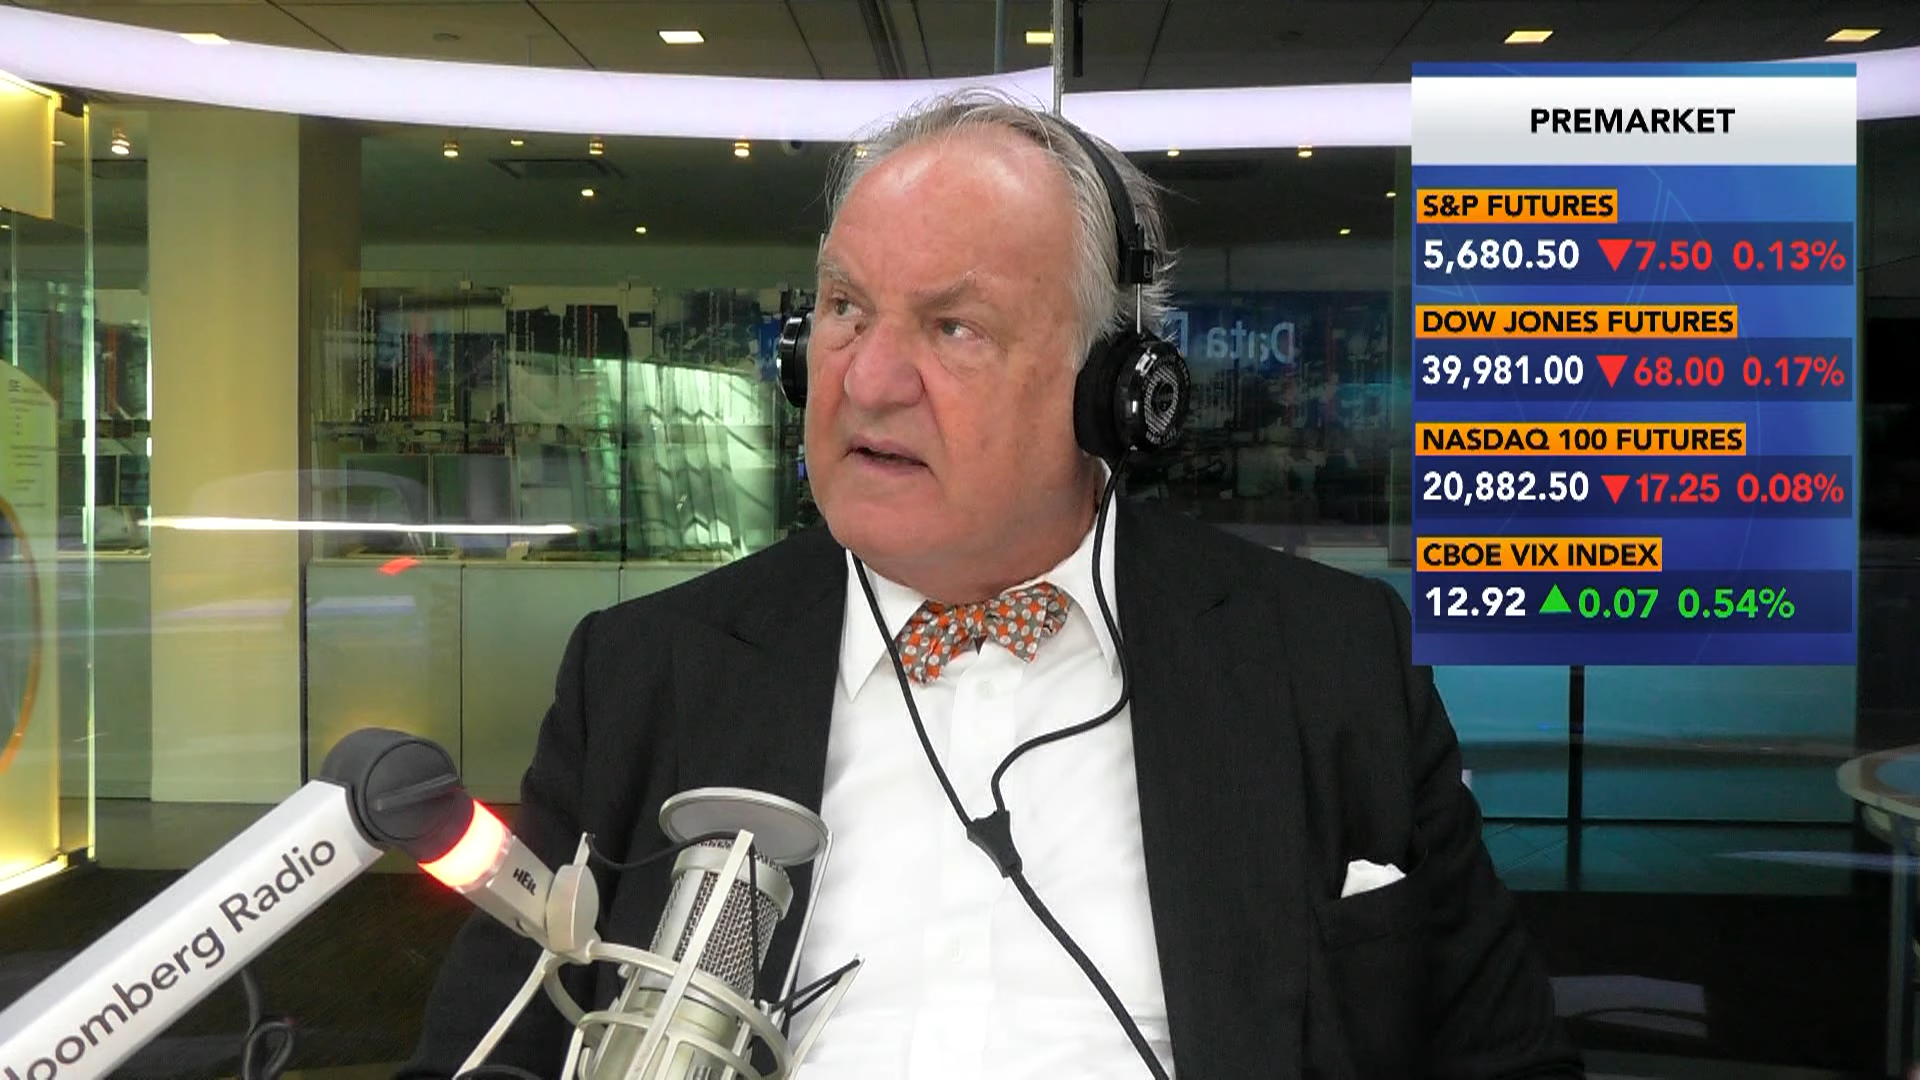 PREMARKET
S&P FUTURES
5,680.50 ▼7.50 0.13%
DOW JONES FUTURES
39,981.00 ▼68.00 0.17%
NASDAQ 100 FUTURES
20,882.50 ▼17.25 0.08%
CBOE VIX INDEX
12.92 ▲0.07 0.54%
Data
HEIL
loomberg Radio